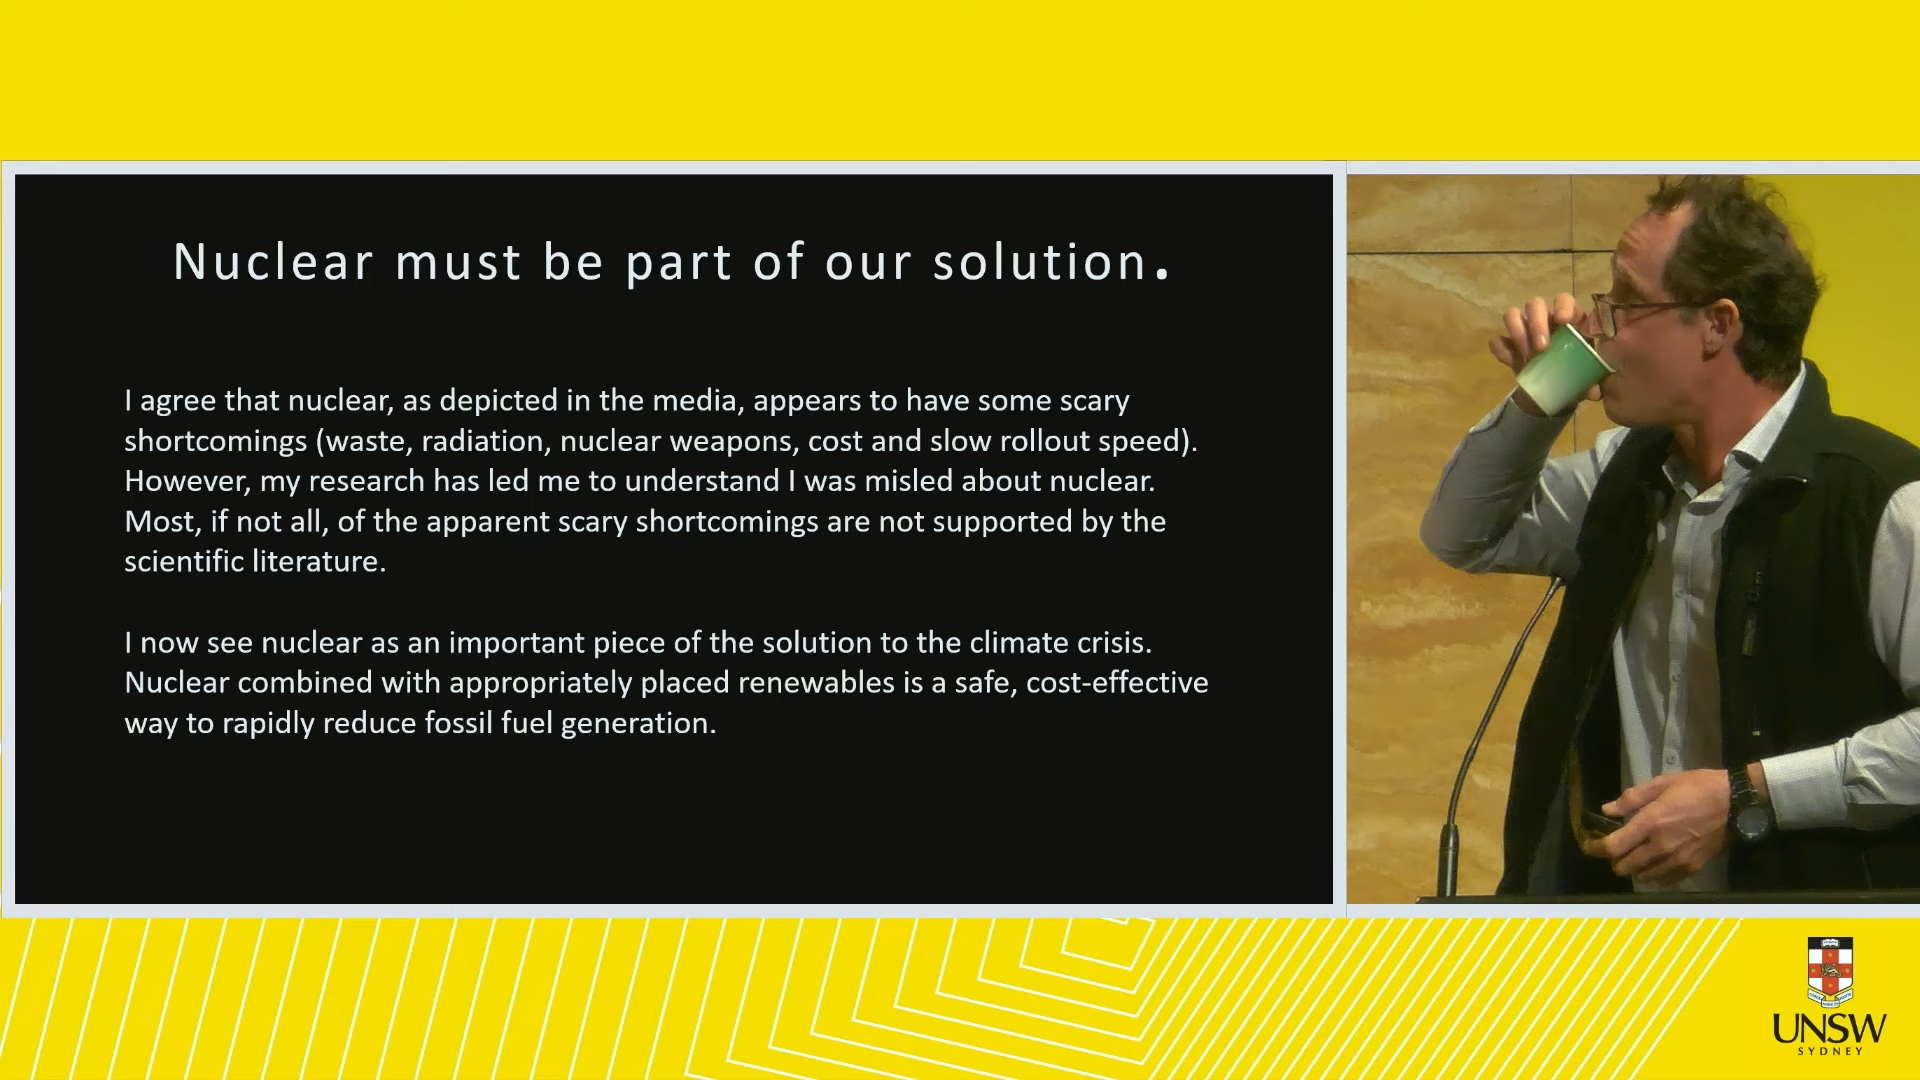 Nuclear must be part of our solution.
I agree that nuclear, as depicted in the media, appears to have some scary
shortcomings (waste, radiation, nuclear weapons, cost and slow rollout speed).
However, my research has led me to understand I was misled about nuclear.
Most, if not all, of the apparent scary shortcomings are not supported by the
scientific literature.
I now see nuclear as an important piece of the solution to the climate crisis.
Nuclear combined with appropriately placed renewables is a safe, cost-effective
way to rapidly reduce fossil fuel generation.
UNSW
SYDNEY